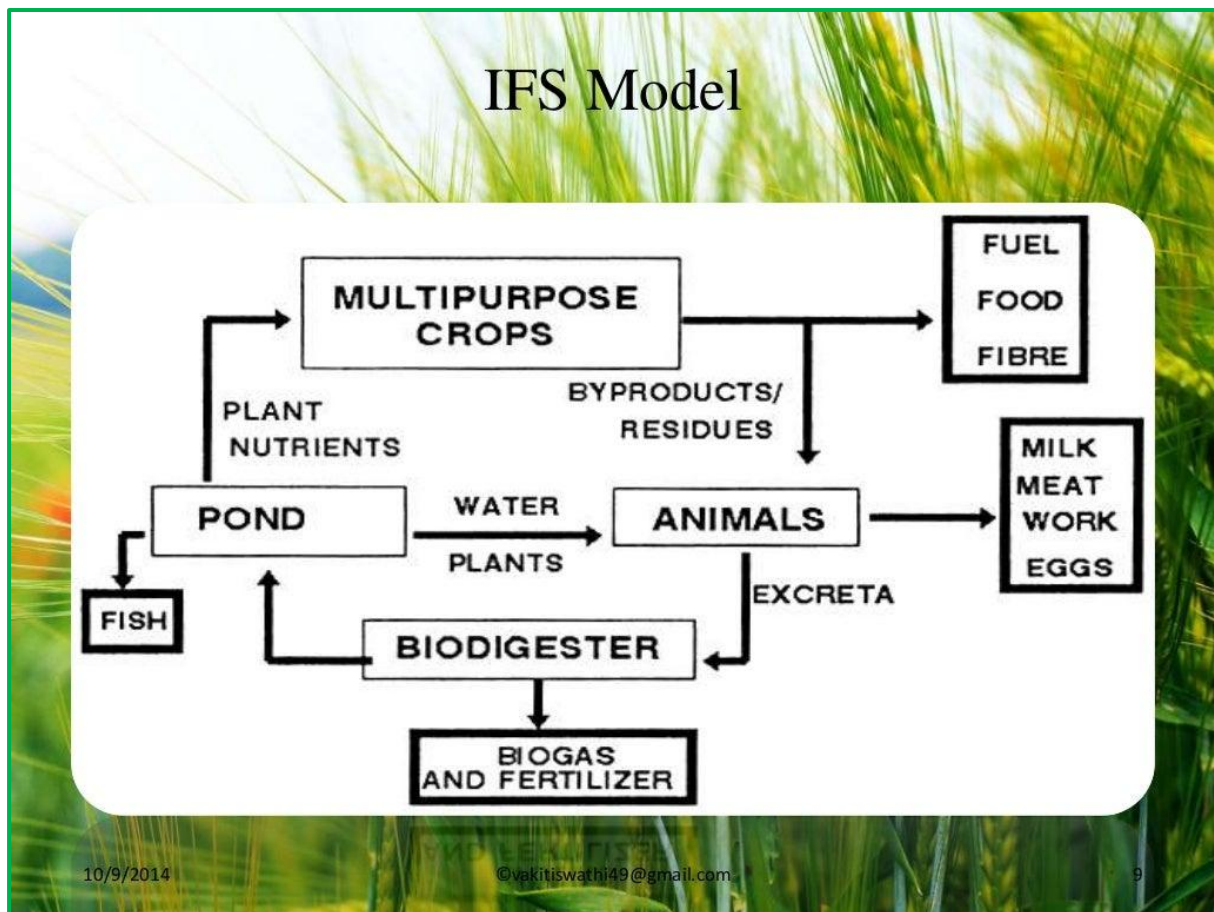 IFS Model
MULTIPURPOSE
CROPS
FUEL
FOOD
FIBRE
BYPRODUCTS/
RESIDUES
PLANT
NUTRIENTS
POND
WATER
PLANTS
ANIMALS
MILK
MEAT
WORK
EGGS
FISH
EXCRETA
BIODIGESTER
BIOGAS
AND FERTILIZER
10/9/2014
©vakitiswathi49@gmail.com
9